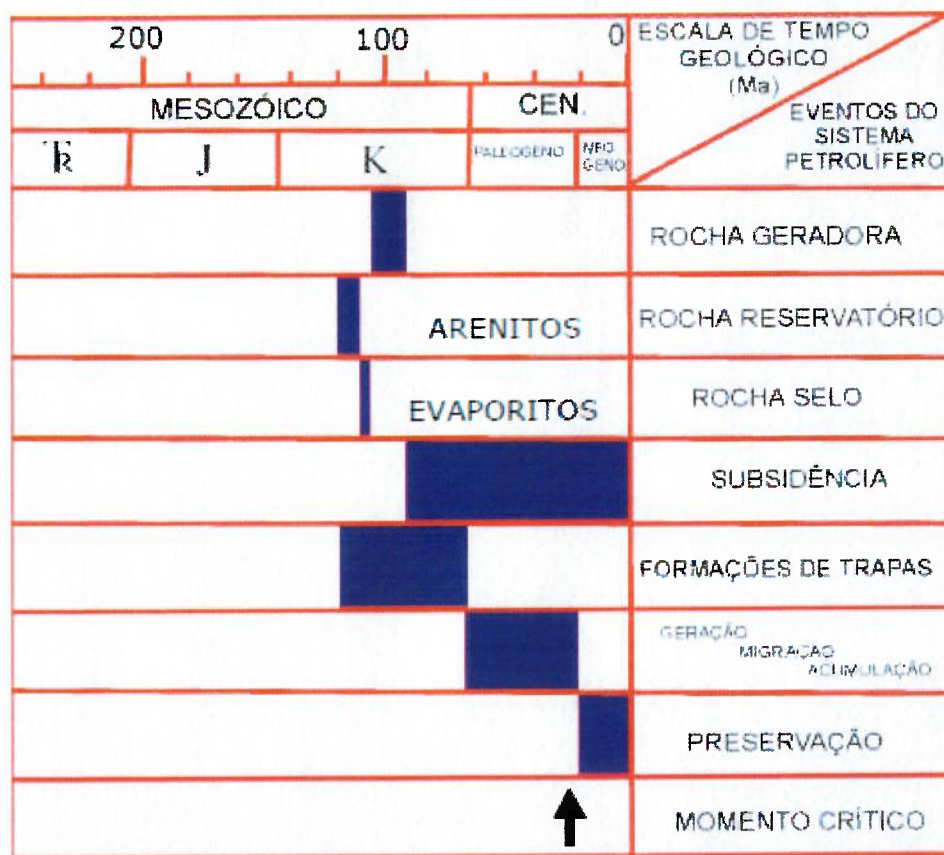 200 100 0
ESCALA DE TEMPO
GEOLÓGICO
(Ma)
EVENTOS DO
SISTEMA
PETROLÍFERO
MESOZÓICO CEN.
TR J K PALEOGENO NEO
GENO
ROCHA GERADORA
ARENITOS ROCHA RESERVATÓRIO
EVAPORITOS ROCHA SELO
SUBSIDÊNCIA
FORMAÇÕES DE TRAPAS
GERAÇÃO
MIGRAÇÃO
ACUMULAÇÃO
PRESERVAÇÃO
MOMENTO CRÍTICO